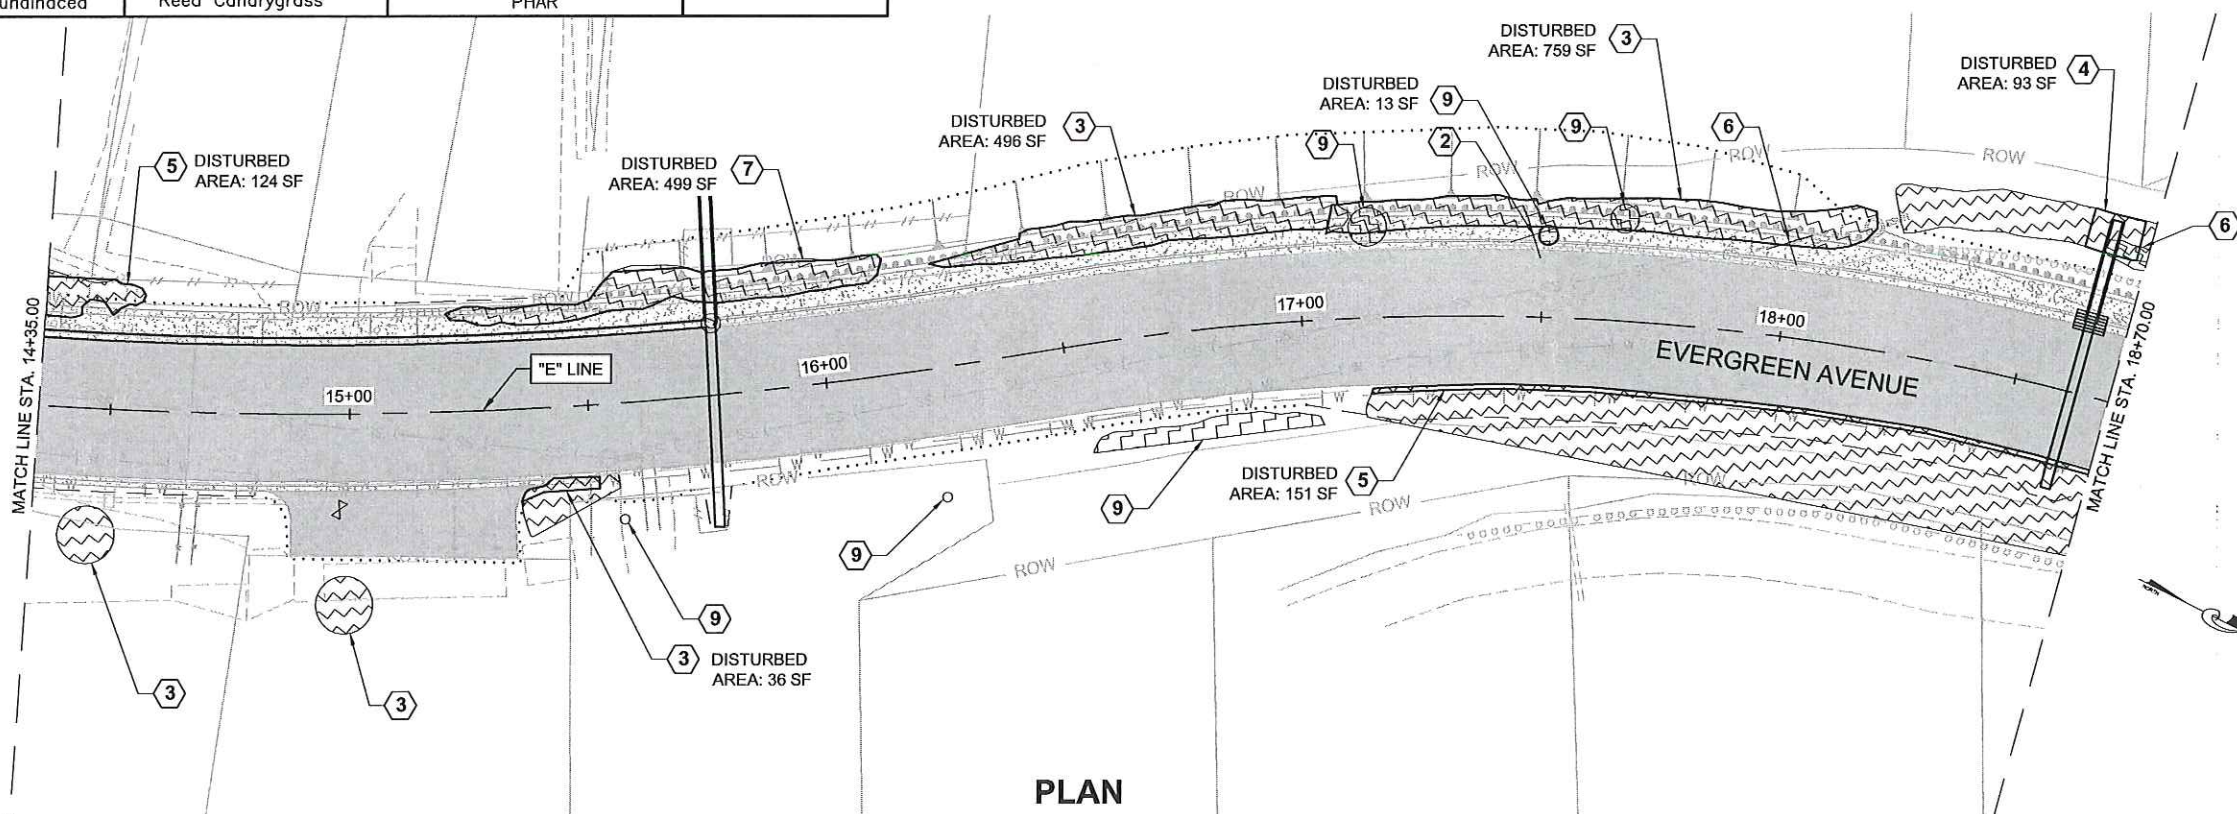 undinaced
Reed Canarygrass
PHAR
DISTURBED
AREA: 759 SF
3
DISTURBED
AREA: 93 SF
4
DISTURBED
AREA: 13 SF
9
DISTURBED
AREA: 496 SF
3
9
2
9
6
ROW
ROW
ROW
ROW
5
DISTURBED
AREA: 124 SF
DISTURBED
AREA: 499 SF
7
6
ROW
ROW
MATCH LINE STA. 14+35.00
"E" LINE
15+00
16+00
17+00
18+00
EVERGREEN AVENUE
MATCH LINE STA. 18+70.00
W
W
W
W
ROW
DISTURBED
AREA: 151 SF
5
ROW
ROW
9
9
ROW
9
3
DISTURBED
AREA: 36 SF
3
3
NORTH
PLAN